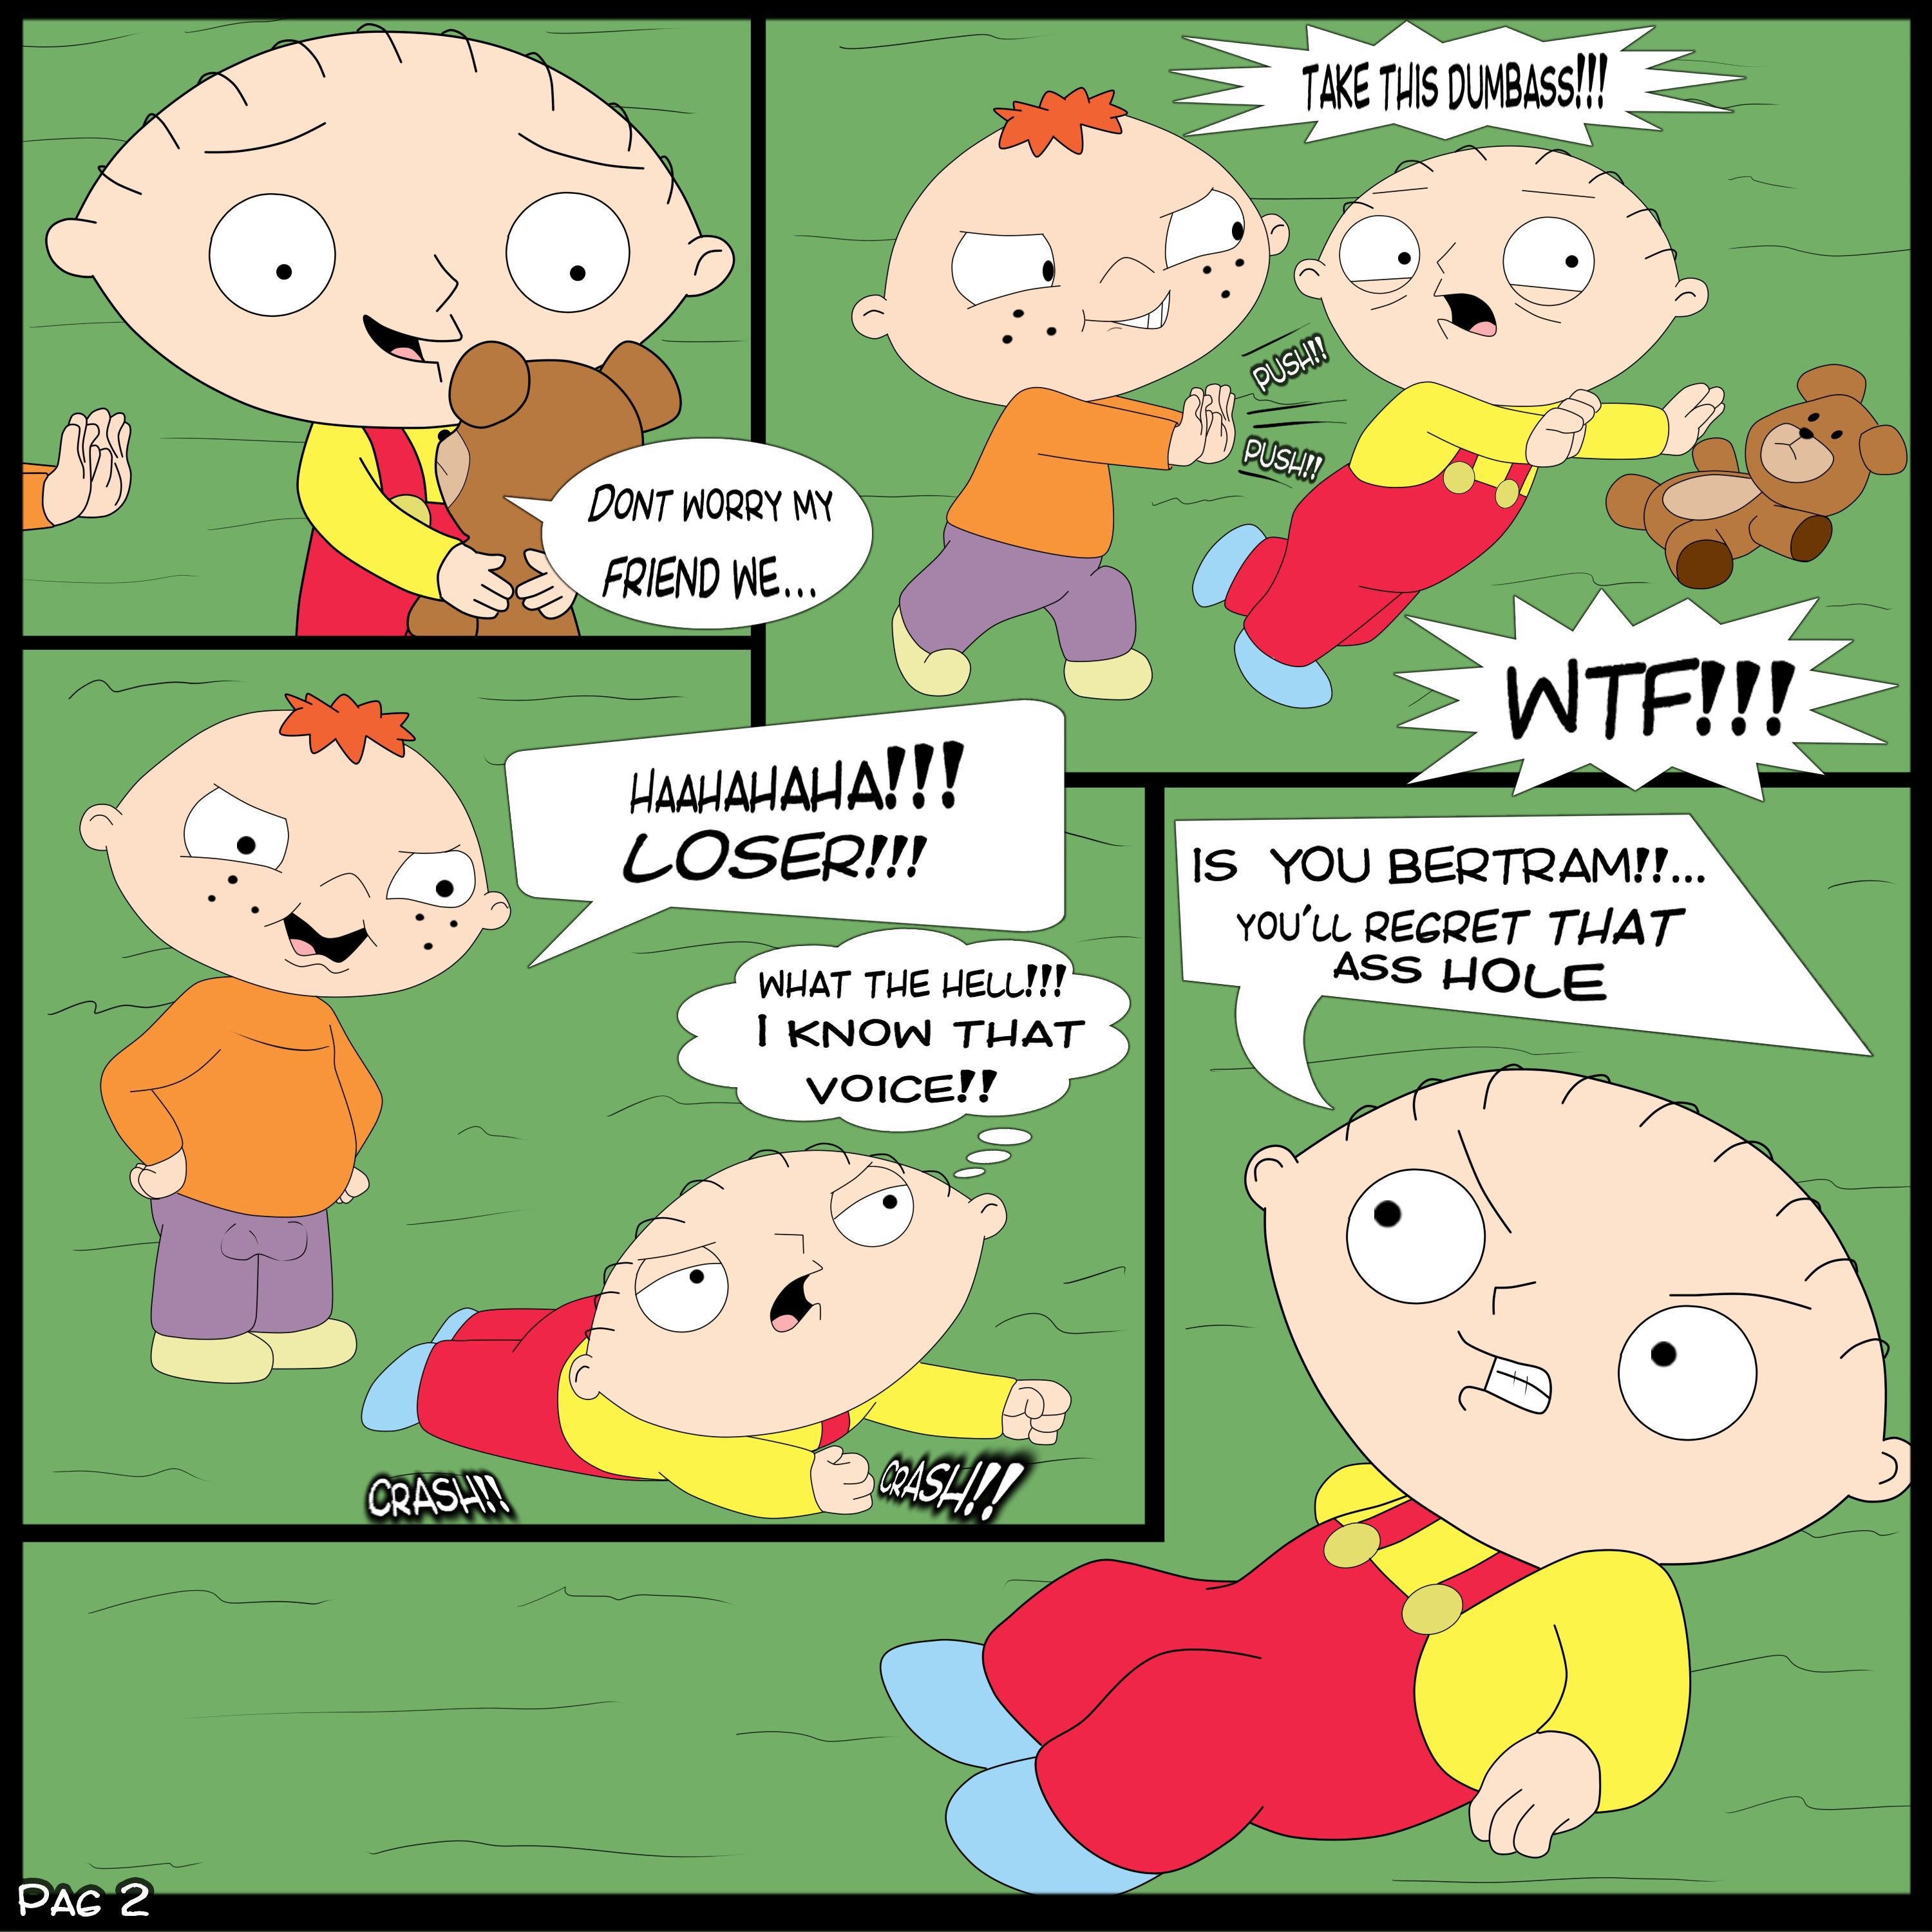 DONT WORRY MY
FRIEND WE...
TAKE THIS DUMBASS!!!
PUSH!!
PUSH!!
WTF!!!
HAAHAHAHA!!!
LOSER!!!
WHAT THE HELL!!!
I KNOW THAT
VOICE!!
CRASH!!
CRASH!!!
IS YOU BERTRAM!!...
YOU'LL REGRET THAT
ASS HOLE
PAG 2